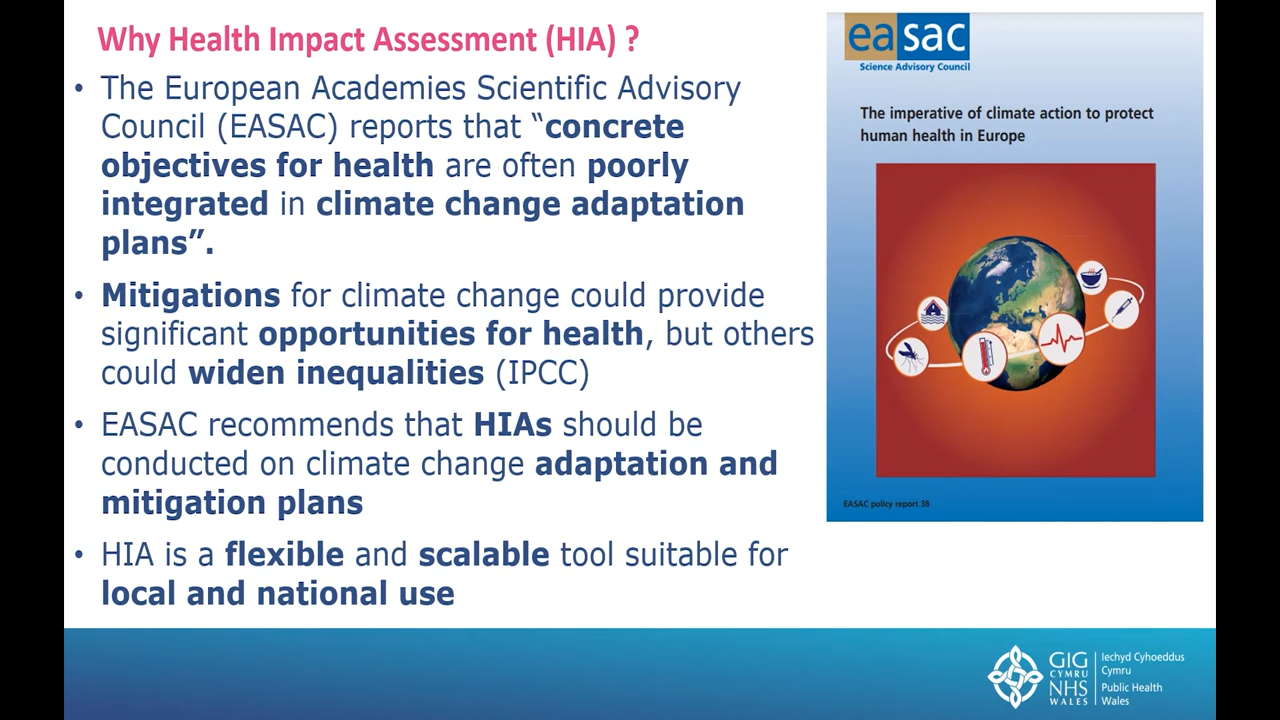 Why Health Impact Assessment (HIA) ?
• The European Academies Scientific Advisory
Council (EASAC) reports that “concrete
objectives for health are often poorly
integrated in climate change adaptation
plans”.
• Mitigations for climate change could provide
significant opportunities for health, but others
could widen inequalities (IPCC)
• EASAC recommends that HIAs should be
conducted on climate change adaptation and
mitigation plans
• HIA is a flexible and scalable tool suitable for
local and national use
easac
Science Advisory Council
The imperative of climate action to protect
human health in Europe
EASAC policy report 38
GIG
CYMRU
NHS
WALES
Iechyd Cyhoeddus
Cymru
Public Health
Wales